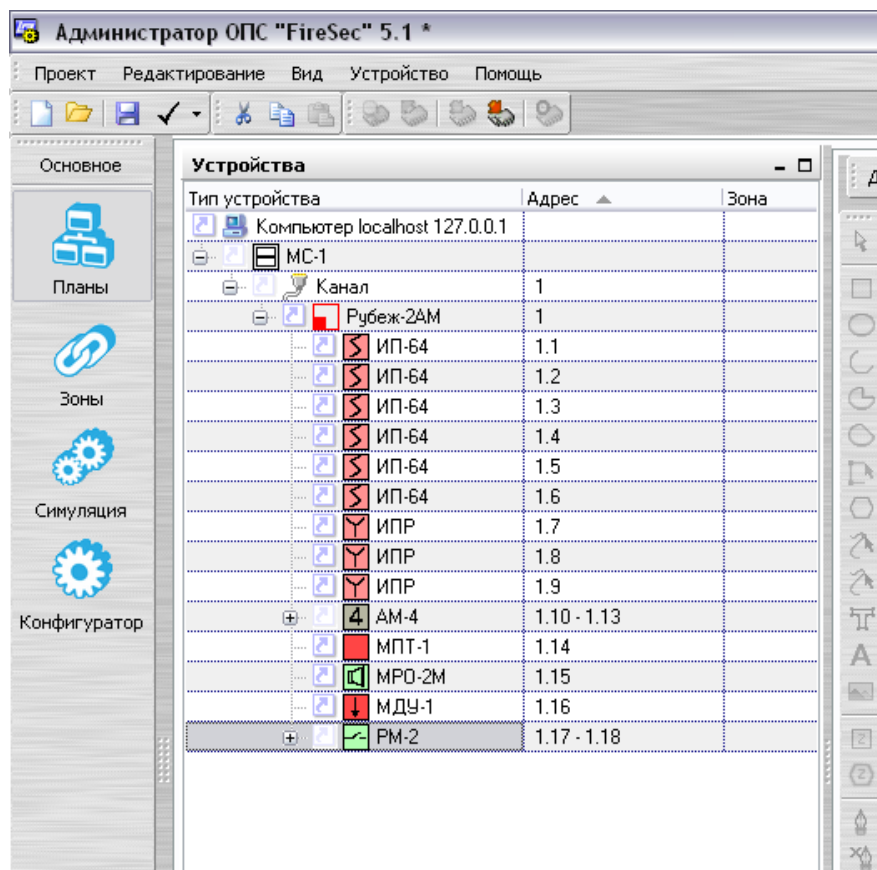 Администратор ОПС "FireSec" 5.1 *
Проект Редактирование Вид Устройство Помощь
Основное
Планы
Зоны
Симуляция
Конфигуратор
Устройства
Тип устройства Адрес Зона
Компьютер localhost 127.0.0.1
МС-1
Канал 1
Рубеж-2АМ 1
ИП-64 1.1
ИП-64 1.2
ИП-64 1.3
ИП-64 1.4
ИП-64 1.5
ИП-64 1.6
ИПР 1.7
ИПР 1.8
ИПР 1.9
4 АМ-4 1.10 - 1.13
МПТ-1 1.14
МРО-2М 1.15
МДУ-1 1.16
РМ-2 1.17 - 1.18